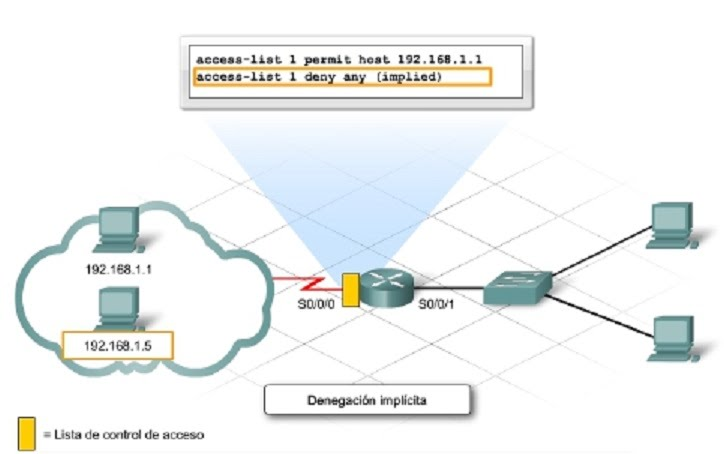 access-list 1 permit host 192.168.1.1
access-list 1 deny any (implied)
192.168.1.1
192.168.1.5
S0/0/0
S0/0/1
Denegación implícita
= Lista de control de acceso